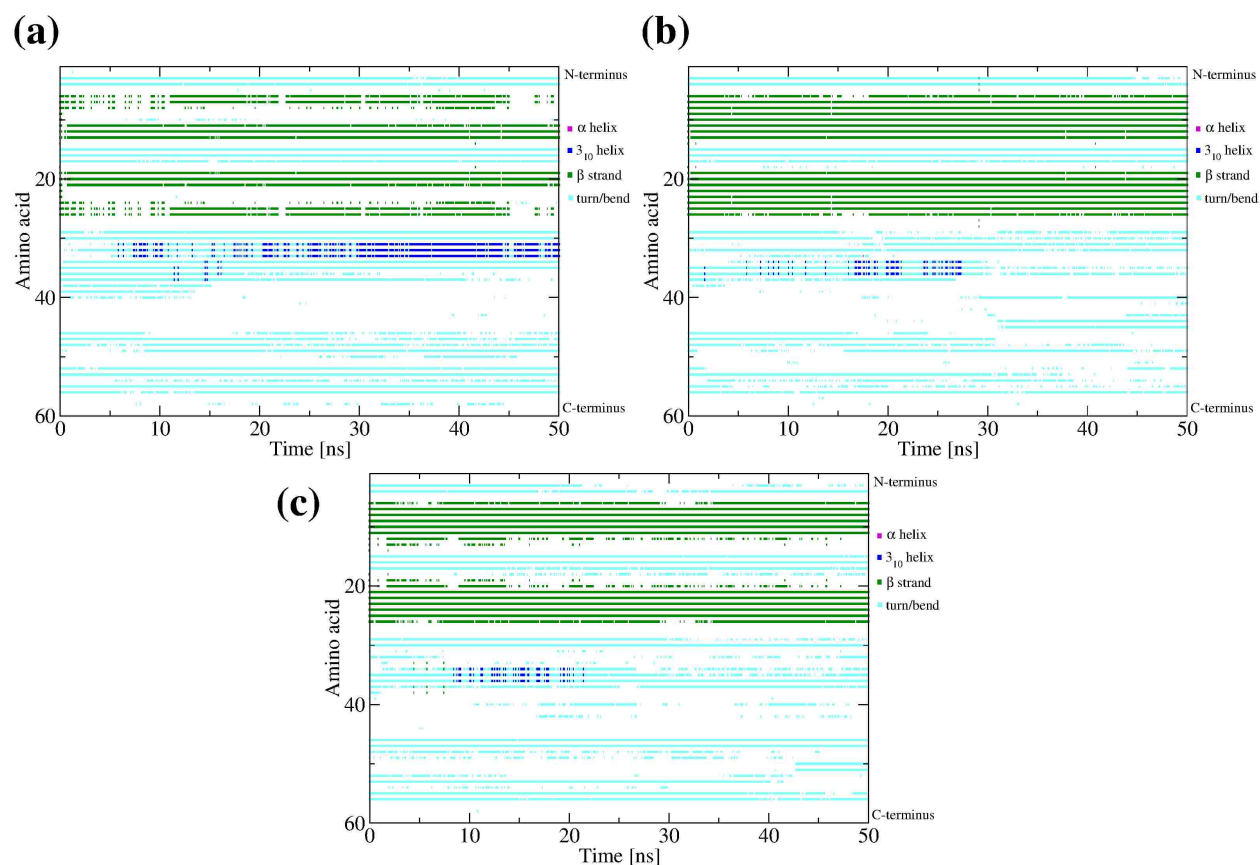 (a)
N-terminus
α helix
3₁₀ helix
β strand
turn/bend
20
40
60
Amino acid
C-terminus
0 10 20 30 40 50
Time [ns]
(b)
N-terminus
α helix
3₁₀ helix
β strand
turn/bend
20
40
60
Amino acid
C-terminus
0 10 20 30 40 50
Time [ns]
(c)
N-terminus
α helix
3₁₀ helix
β strand
turn/bend
20
40
60
Amino acid
C-terminus
0 10 20 30 40 50
Time [ns]